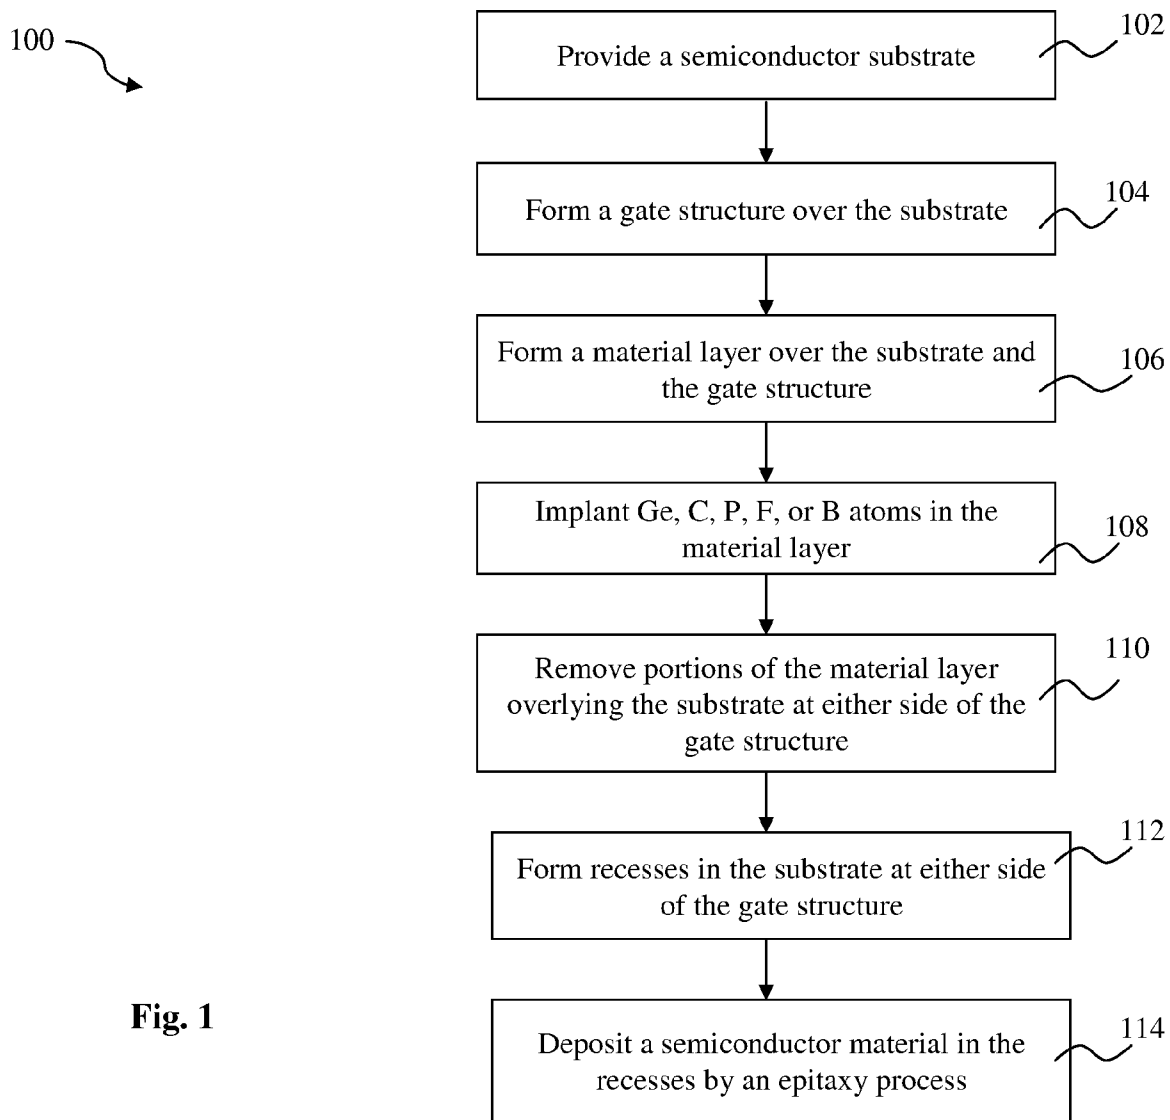 100
102
Provide a semiconductor substrate
104
Form a gate structure over the substrate
106
Form a material layer over the substrate and
the gate structure
108
Implant Ge, C, P, F, or B atoms in the
material layer
110
Remove portions of the material layer
overlying the substrate at either side of the
gate structure
112
Form recesses in the substrate at either side
of the gate structure
114
Deposit a semiconductor material in the
recesses by an epitaxy process
Fig. 1